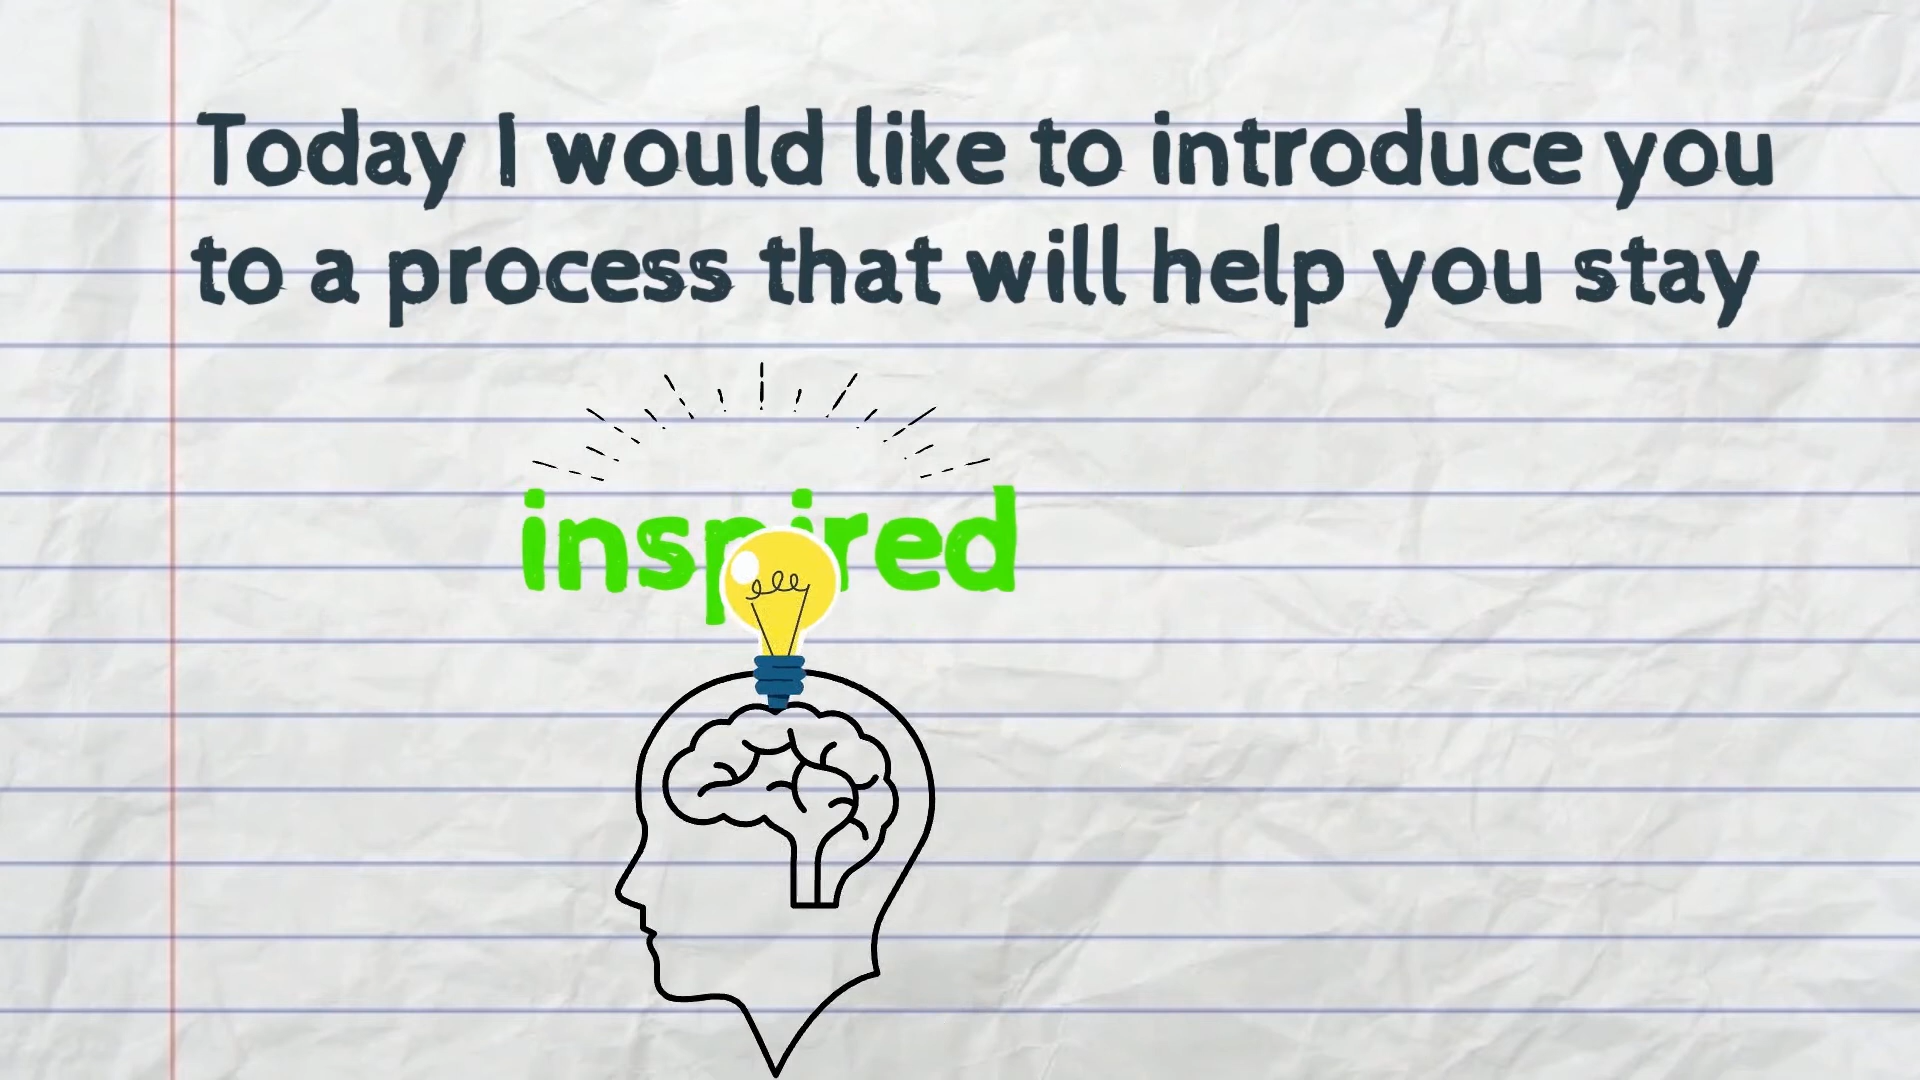 Today I would like to introduce you
to a process that will help you stay
inspired